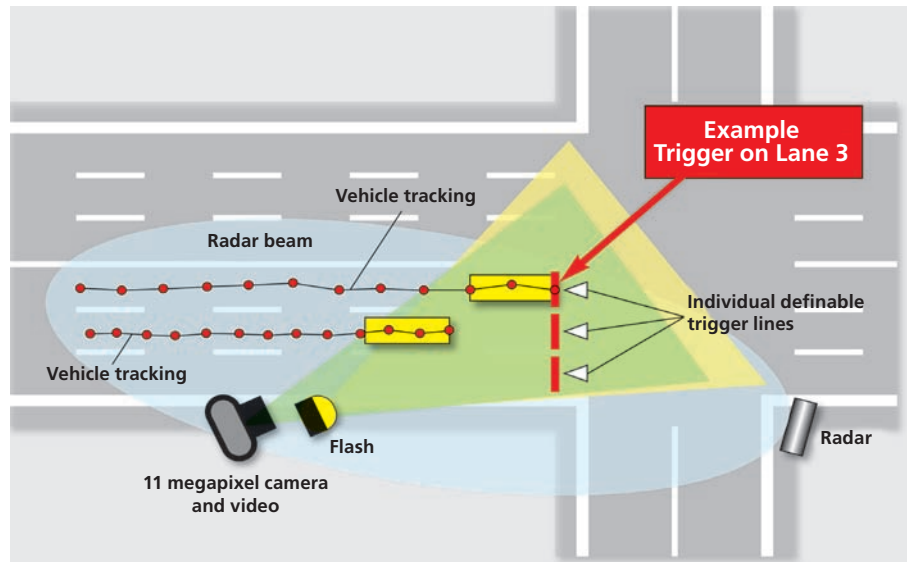 Example
Trigger on Lane 3
Vehicle tracking
Radar beam
Individual definable
trigger lines
Vehicle tracking
Flash
Radar
11 megapixel camera
and video